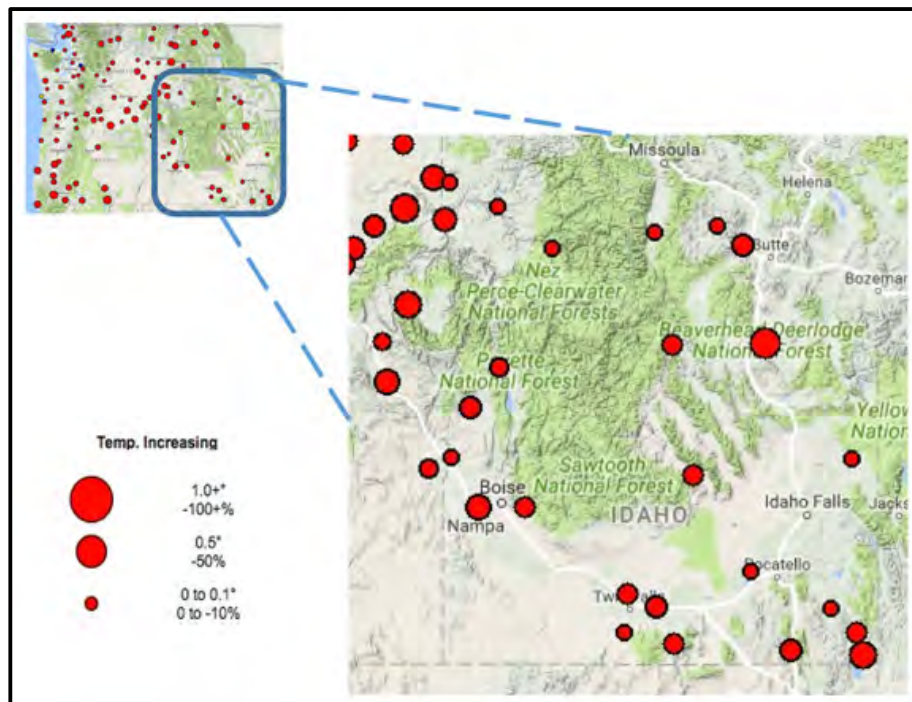 Missoula
Helena
Butte
Bozeman
Nez
Perce-Clearwater
National Forests
Beaverhead-Deerlodge
National Forest
Payette
National Forest
Yellow
Nation
Temp. Increasing
1.0+°
-100+%
0.5°
-50%
0 to 0.1°
0 to -10%
Sawtooth
National Forest
Boise
Nampa
IDAHO
Idaho Falls
Jacks
Pocatello
Twin Falls